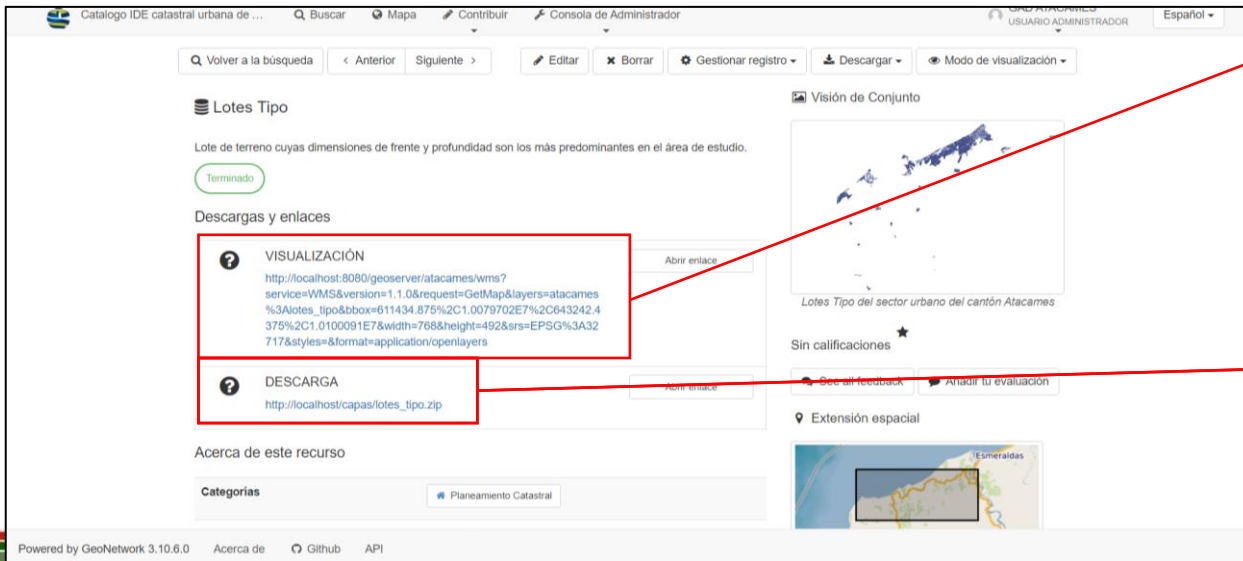 Catalogo IDE catastral urbana de ... Buscar Mapa Contribuir Consola de Administrador GAD ATACAMES
USUARIO ADMINISTRADOR Español
Volver a la búsqueda < Anterior Siguiente > Editar Borrar Gestionar registro Descargar Modo de visualización
Lotes Tipo
Lote de terreno cuyas dimensiones de frente y profundidad son los más predominantes en el área de estudio.
Terminado
Descargas y enlaces
VISUALIZACIÓN
Abrir enlace
http://localhost:8080/geoserver/atacames/wms?
service=WMS&version=1.1.0&request=GetMap&layers=atacames
%3Alotes_tipo&bbox=611434.875%2C1.0079702E7%2C643242.4
375%2C1.0100091E7&width=768&height=492&srs=EPSG%3A32
717&styles=&format=application/openlayers
DESCARGA
Abrir enlace
http://localhost/capas/lotes_tipo.zip
Acerca de este recurso
Categorías Planeamiento Catastral
Visión de Conjunto
Lotes Tipo del sector urbano del cantón Atacames
Sin calificaciones
See all feedback Añadir tu evaluación
Extensión espacial
Esmeraldas
Powered by GeoNetwork 3.10.6.0 Acerca de Github API